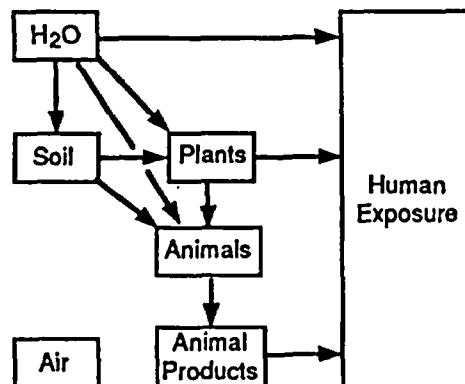 H2O
Soil
Plants
Human
Exposure
Animals
Air
Animal
Products